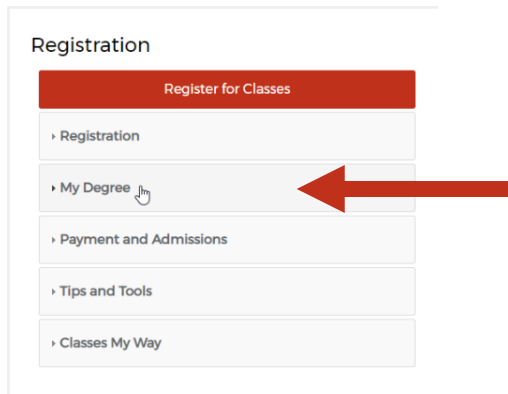 Registration
Register for Classes
Registration
My Degree
Payment and Admissions
Tips and Tools
Classes My Way